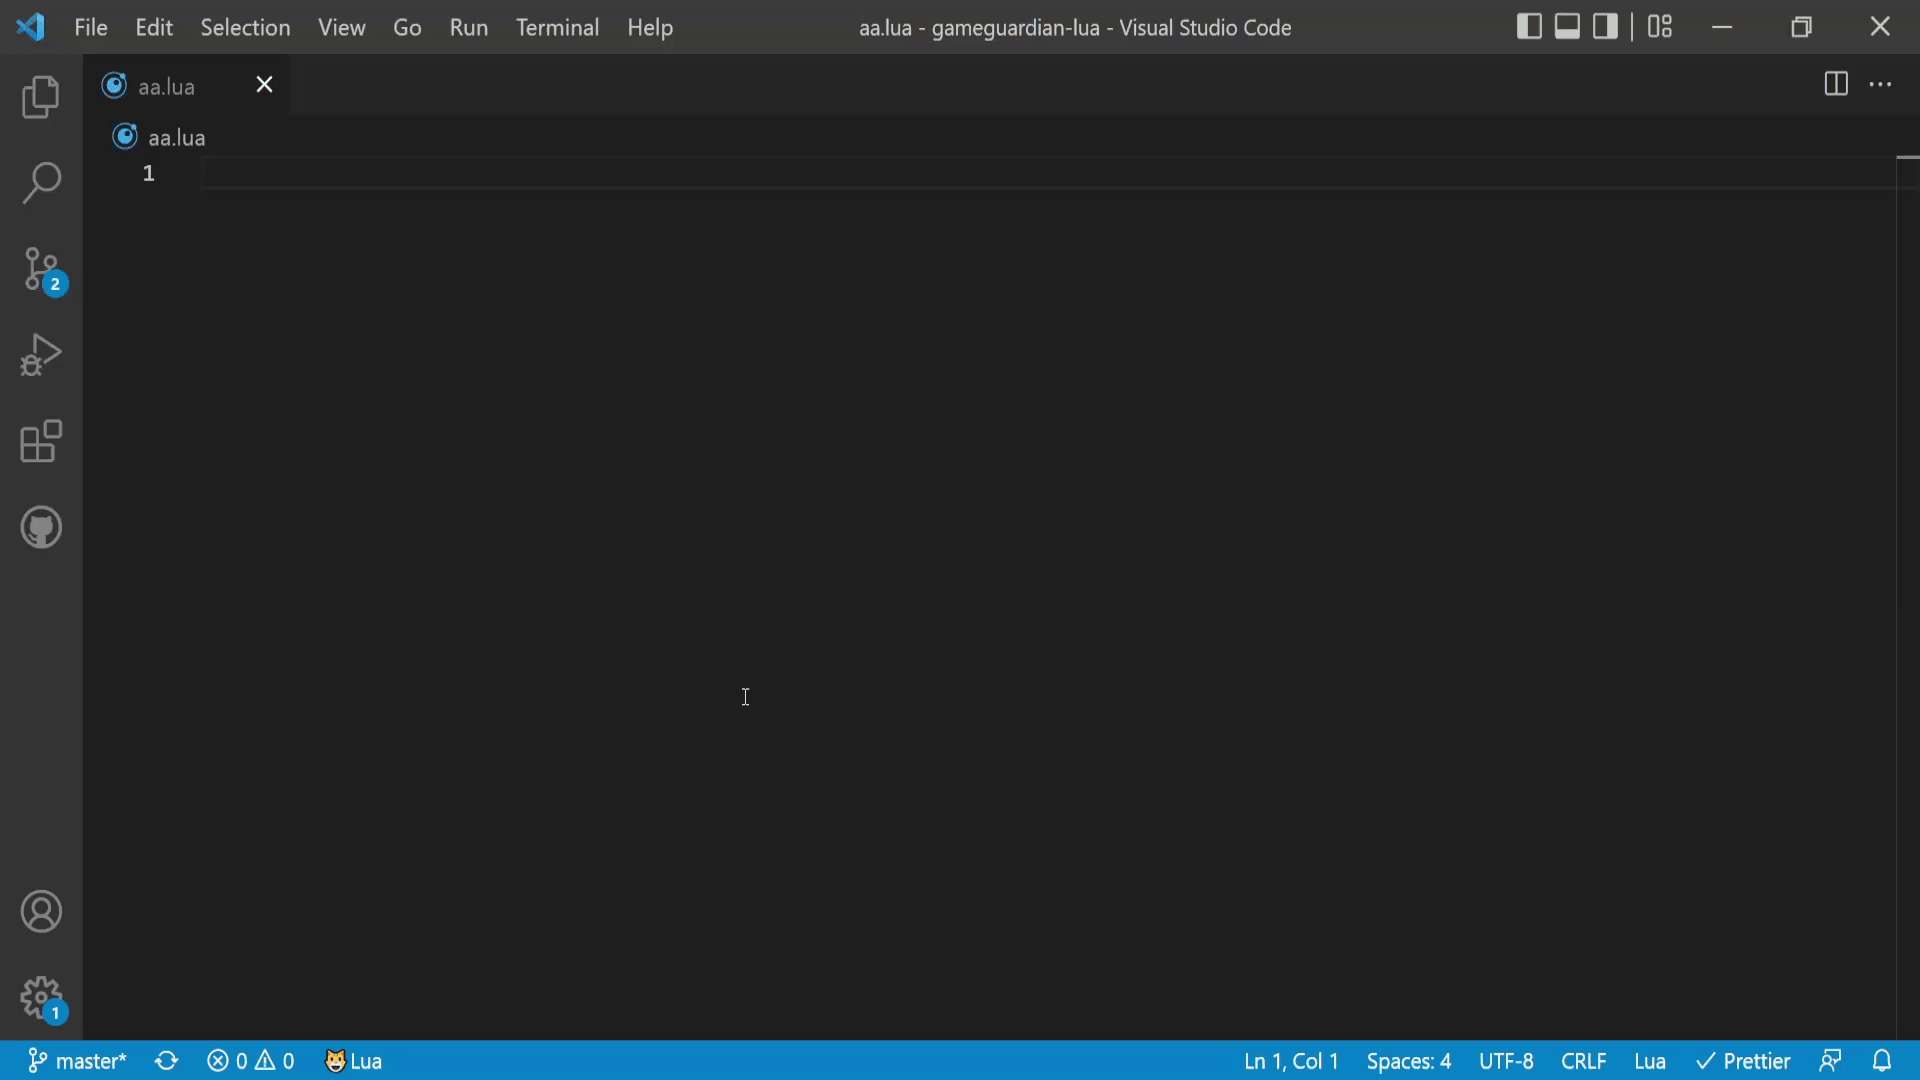 File Edit Selection View Go Run Terminal Help aa.lua - gameguardian-lua - Visual Studio Code
aa.lua
aa.lua
1
2
1
master* 0 0 Lua Ln 1, Col 1 Spaces: 4 UTF-8 CRLF Lua Prettier